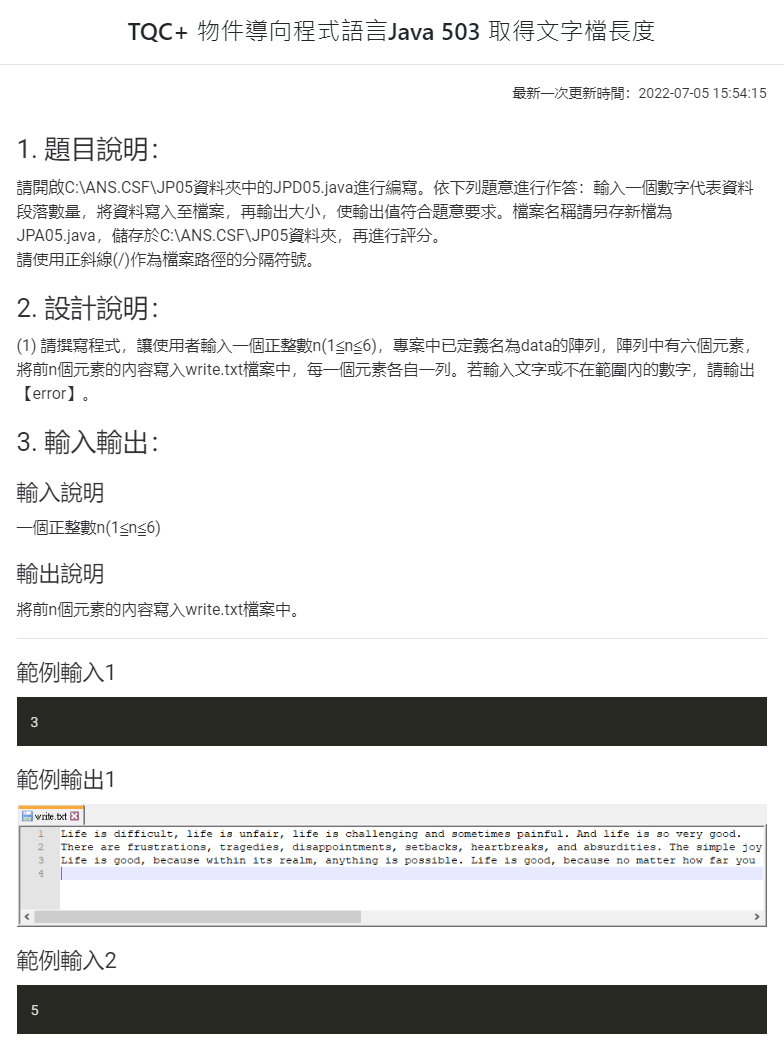 TQC+ 物件導向程式語言Java 503 取得文字檔長度
最新一次更新時間：2022-07-05 15:54:15
1. 題目說明：
請開啟C:\ANS.CSF\JP05資料夾中的JPD05.java進行編寫。依下列題意進行作答：輸入一個數字代表資料
段落數量，將資料寫入至檔案，再輸出大小，使輸出值符合題意要求。檔案名稱請另存新檔為
JPA05.java，儲存於C:\ANS.CSF\JP05資料夾，再進行評分。
請使用正斜線(/)作為檔案路徑的分隔符號。
2. 設計說明：
(1) 請撰寫程式，讓使用者輸入一個正整數n(1≦n≦6)，專案中已定義名為data的陣列，陣列中有六個元素，
將前n個元素的內容寫入write.txt檔案中，每一個元素各自一列。若輸入文字或不在範圍內的數字，請輸出
【error】。
3. 輸入輸出：
輸入說明
一個正整數n(1≦n≦6)
輸出說明
將前n個元素的內容寫入write.txt檔案中。
範例輸入1
3
範例輸出1
write.txt
1 Life is difficult, life is unfair, life is challenging and sometimes painful. And life is so very good.
2 There are frustrations, tragedies, disappointments, setbacks, heartbreaks, and absurdities. The simple joy
3 Life is good, because within its realm, anything is possible. Life is good, because no matter how far you
4
範例輸入2
5